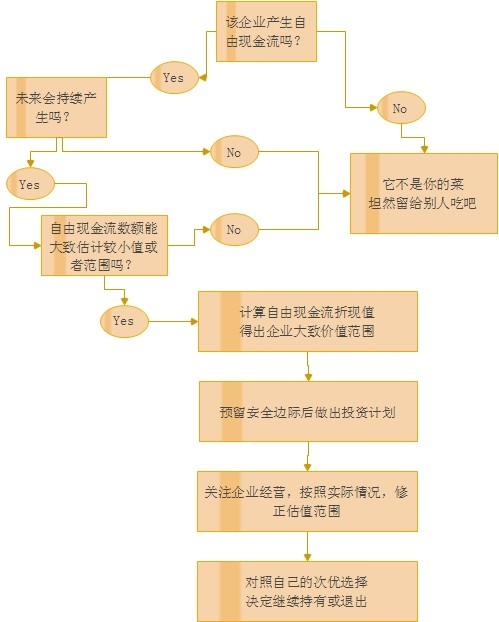 该企业产生自
由现金流吗？
Yes
未来会持续产
生吗？
No
No
Yes
它不是你的菜
坦然留给别人吃吧
自由现金流数额能
大致估计较小值或
者范围吗？
No
Yes
计算自由现金流折现值
得出企业大致价值范围
预留安全边际后做出投资计划
关注企业经营，按照实际情况，修
正估值范围
对照自己的次优选择
决定继续持有或退出